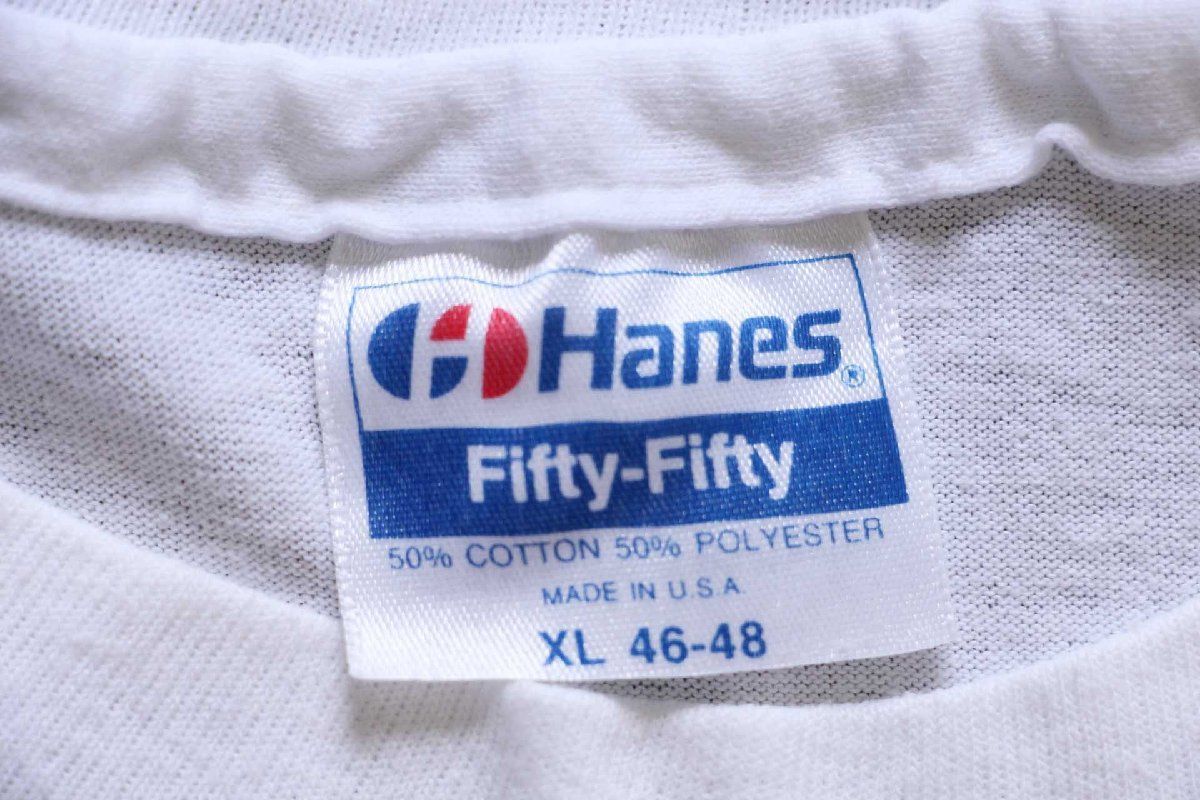 Hanes®
Fifty-Fifty
50% COTTON 50% POLYESTER
MADE IN U.S.A.
XL 46-48